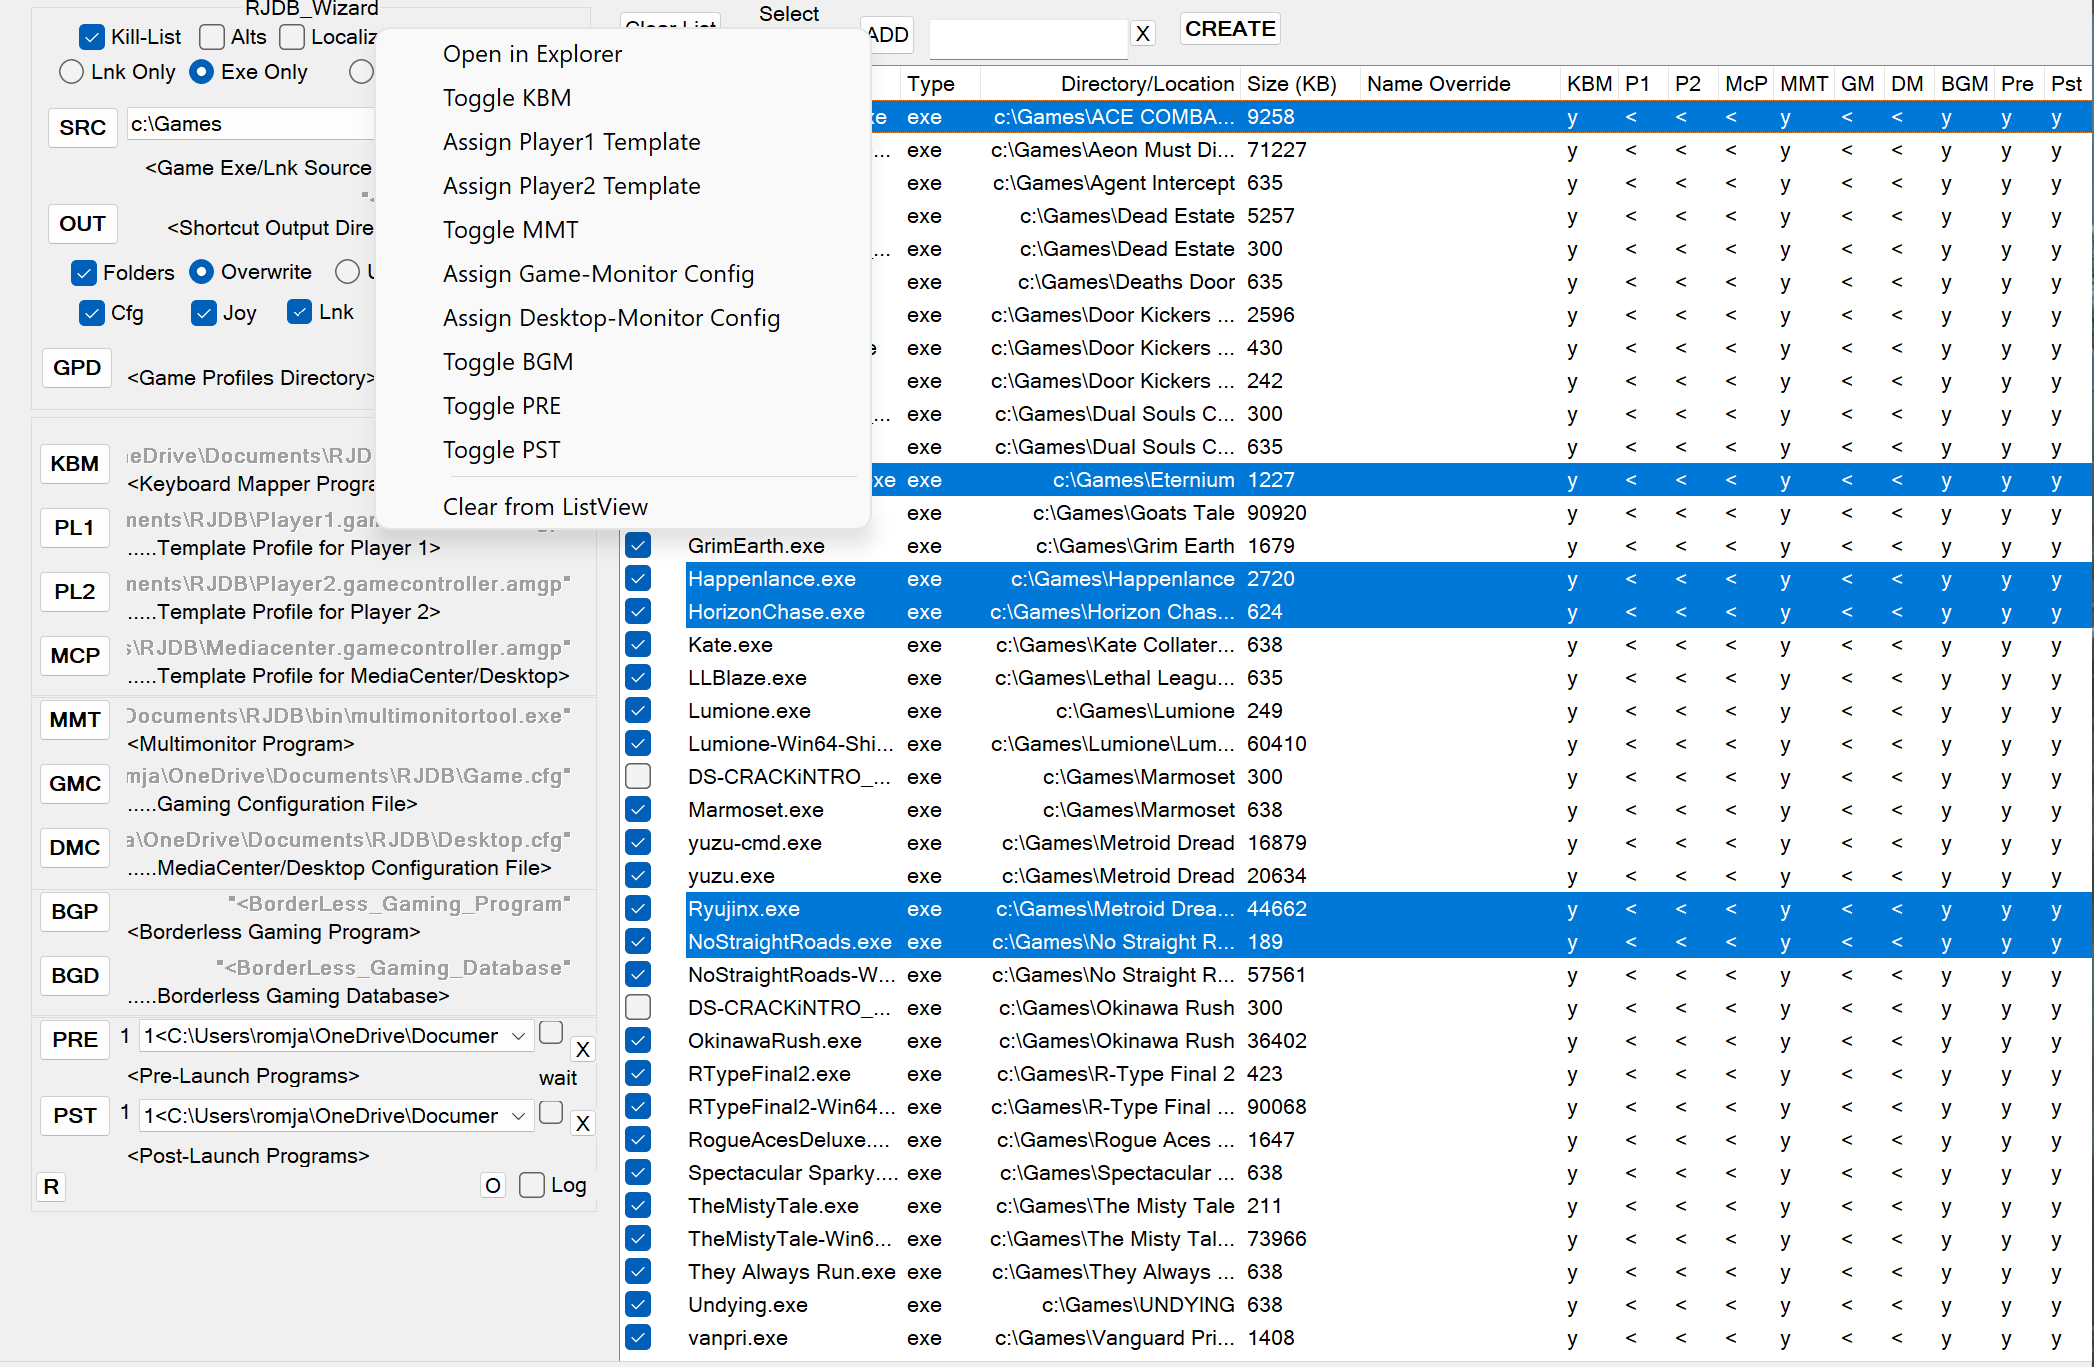 RJDB_Wizard
Kill-List Alts Localiz
Lnk Only Exe Only
SRC c:\Games
<Game Exe/Lnk Source
OUT <Shortcut Output Dire
Folders Overwrite
Cfg Joy Lnk
GPD <Game Profiles Directory>
KBM eDrive\Documents\RJD
<Keyboard Mapper Progra
PL1 ments\RJDB\Player1.gam
.....Template Profile for Player 1>
PL2 ments\RJDB\Player2.gamecontroller.amgp"
.....Template Profile for Player 2>
MCP s\RJDB\Mediacenter.gamecontroller.amgp"
.....Template Profile for MediaCenter/Desktop>
MMT Documents\RJDB\bin\multimonitortool.exe"
<Multimonitor Program>
GMC mja\OneDrive\Documents\RJDB\Game.cfg"
.....Gaming Configuration File>
DMC a\OneDrive\Documents\RJDB\Desktop.cfg"
.....MediaCenter/Desktop Configuration File>
BGP "<BorderLess_Gaming_Program"
<Borderless Gaming Program>
BGD "<BorderLess_Gaming_Database"
.....Borderless Gaming Database>
PRE 1 1<C:\Users\romja\OneDrive\Documer X
<Pre-Launch Programs> wait
PST 1 1<C:\Users\romja\OneDrive\Documer X
<Post-Launch Programs>
R O Log
Open in Explorer
Toggle KBM
Assign Player1 Template
Assign Player2 Template
Toggle MMT
Assign Game-Monitor Config
Assign Desktop-Monitor Config
Toggle BGM
Toggle PRE
Toggle PST
Clear from ListView
Clear List Select ADD X CREATE
Type Directory/Location Size (KB) Name Override KBM P1 P2 McP MMT GM DM BGM Pre Pst
xe exe c:\Games\ACE COMBA... 9258 y < < < y < < y y y
... exe c:\Games\Aeon Must Di... 71227 y < < < y < < y y y
exe c:\Games\Agent Intercept 635 y < < < y < < y y y
exe c:\Games\Dead Estate 5257 y < < < y < < y y y
... exe c:\Games\Dead Estate 300 y < < < y < < y y y
exe c:\Games\Deaths Door 635 y < < < y < < y y y
exe c:\Games\Door Kickers ... 2596 y < < < y < < y y y
e exe c:\Games\Door Kickers ... 430 y < < < y < < y y y
exe c:\Games\Door Kickers ... 242 y < < < y < < y y y
... exe c:\Games\Dual Souls C... 300 y < < < y < < y y y
exe c:\Games\Dual Souls C... 635 y < < < y < < y y y
xe exe c:\Games\Eternium 1227 y < < < y < < y y y
exe c:\Games\Goats Tale 90920 y < < < y < < y y y
GrimEarth.exe exe c:\Games\Grim Earth 1679 y < < < y < < y y y
Happenlance.exe exe c:\Games\Happenlance 2720 y < < < y < < y y y
HorizonChase.exe exe c:\Games\Horizon Chas... 624 y < < < y < < y y y
Kate.exe exe c:\Games\Kate Collater... 638 y < < < y < < y y y
LLBlaze.exe exe c:\Games\Lethal Leagu... 635 y < < < y < < y y y
Lumione.exe exe c:\Games\Lumione 249 y < < < y < < y y y
Lumione-Win64-Shi... exe c:\Games\Lumione\Lum... 60410 y < < < y < < y y y
DS-CRACKiNTRO_... exe c:\Games\Marmoset 300 y < < < y < < y y y
Marmoset.exe exe c:\Games\Marmoset 638 y < < < y < < y y y
yuzu-cmd.exe exe c:\Games\Metroid Dread 16879 y < < < y < < y y y
yuzu.exe exe c:\Games\Metroid Dread 20634 y < < < y < < y y y
Ryujinx.exe exe c:\Games\Metroid Drea... 44662 y < < < y < < y y y
NoStraightRoads.exe exe c:\Games\No Straight R... 189 y < < < y < < y y y
NoStraightRoads-W... exe c:\Games\No Straight R... 57561 y < < < y < < y y y
DS-CRACKiNTRO_... exe c:\Games\Okinawa Rush 300 y < < < y < < y y y
OkinawaRush.exe exe c:\Games\Okinawa Rush 36402 y < < < y < < y y y
RTypeFinal2.exe exe c:\Games\R-Type Final 2 423 y < < < y < < y y y
RTypeFinal2-Win64... exe c:\Games\R-Type Final ... 90068 y < < < y < < y y y
RogueAcesDeluxe.... exe c:\Games\Rogue Aces ... 1647 y < < < y < < y y y
Spectacular Sparky.... exe c:\Games\Spectacular ... 638 y < < < y < < y y y
TheMistyTale.exe exe c:\Games\The Misty Tale 211 y < < < y < < y y y
TheMistyTale-Win6... exe c:\Games\The Misty Tal... 73966 y < < < y < < y y y
They Always Run.exe exe c:\Games\They Always ... 638 y < < < y < < y y y
Undying.exe exe c:\Games\UNDYING 638 y < < < y < < y y y
vanpri.exe exe c:\Games\Vanguard Pri... 1408 y < < < y < < y y y